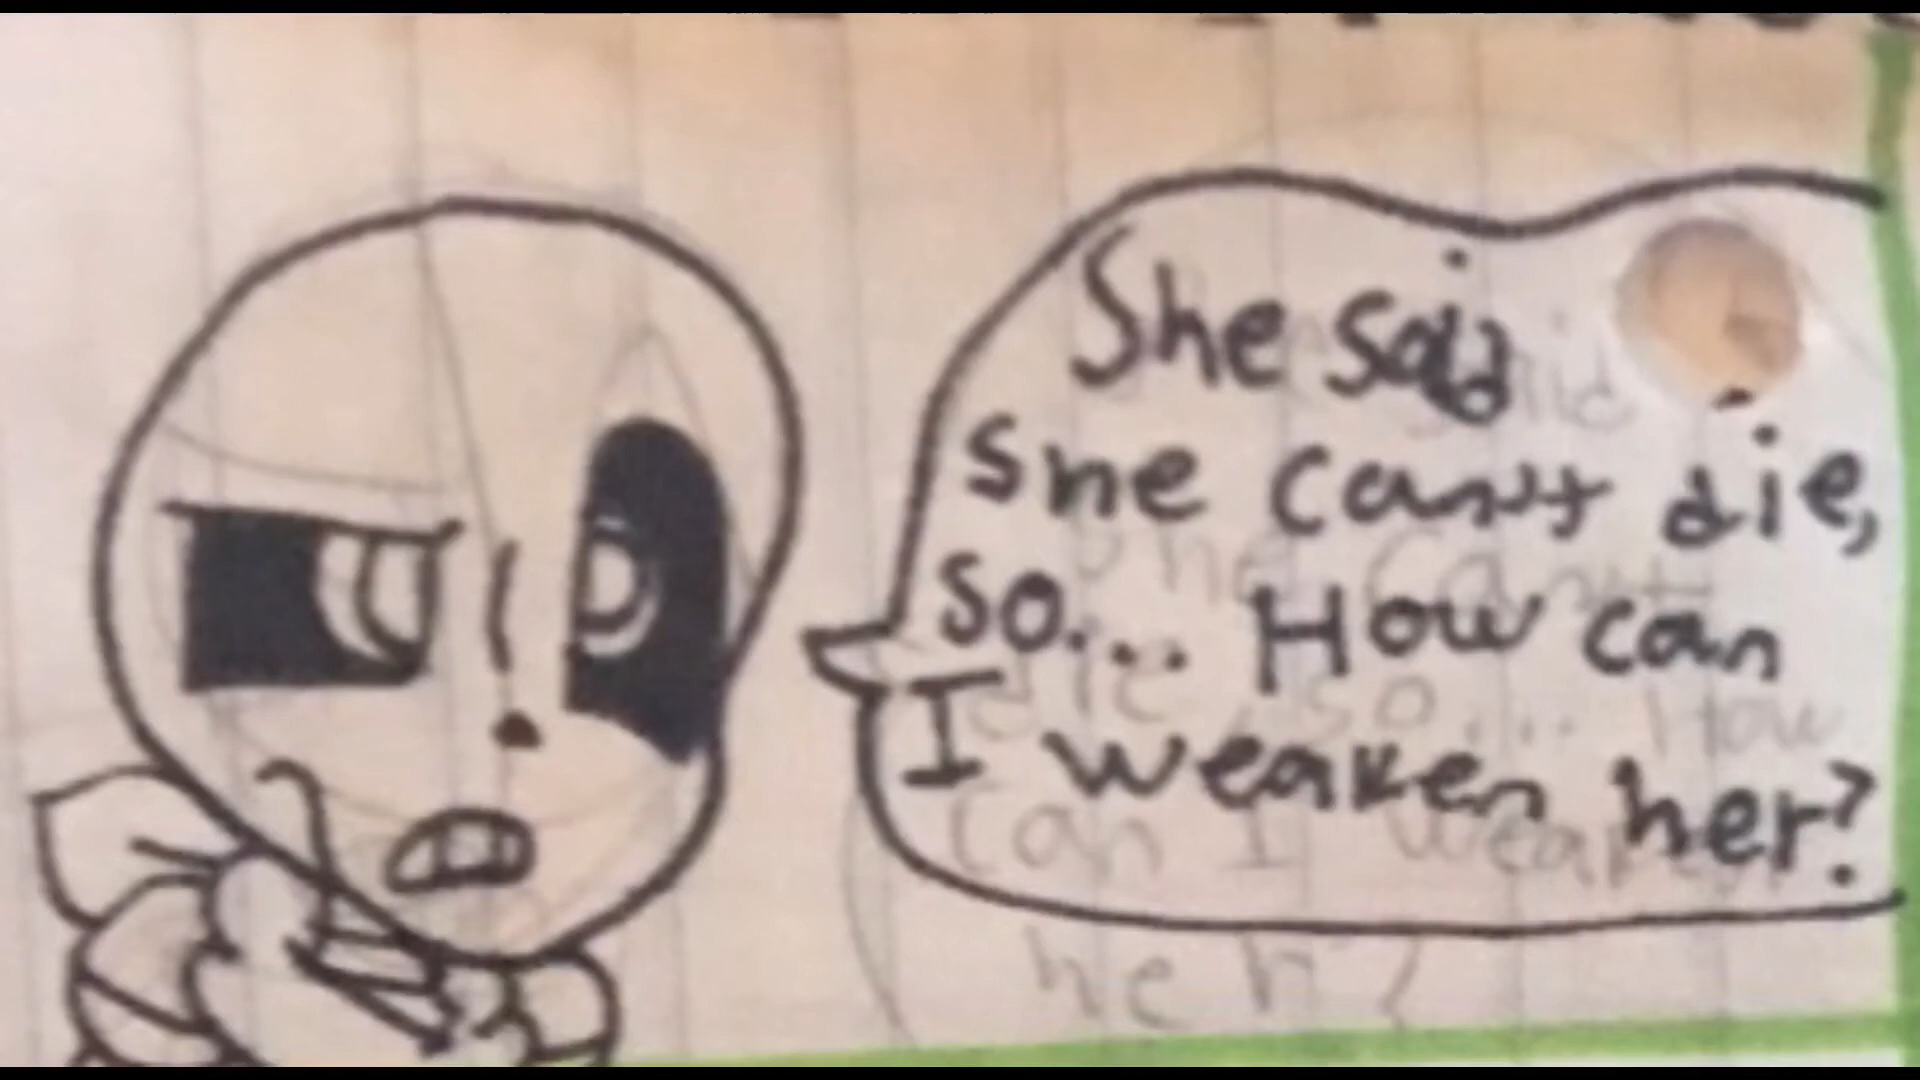 She said
she can't die,
so... How can
I weaken her?